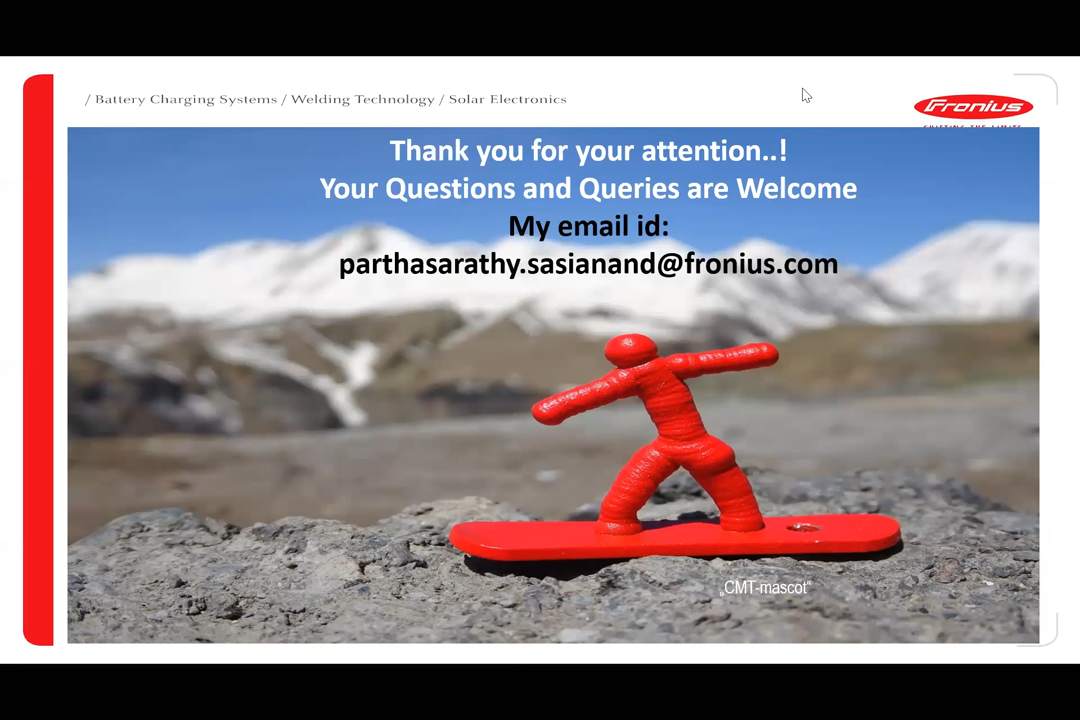 / Battery Charging Systems / Welding Technology / Solar Electronics
Fronius
Thank you for your attention..!
Your Questions and Queries are Welcome
My email id:
parthasarathy.sasianand@fronius.com
„CMT-mascot“